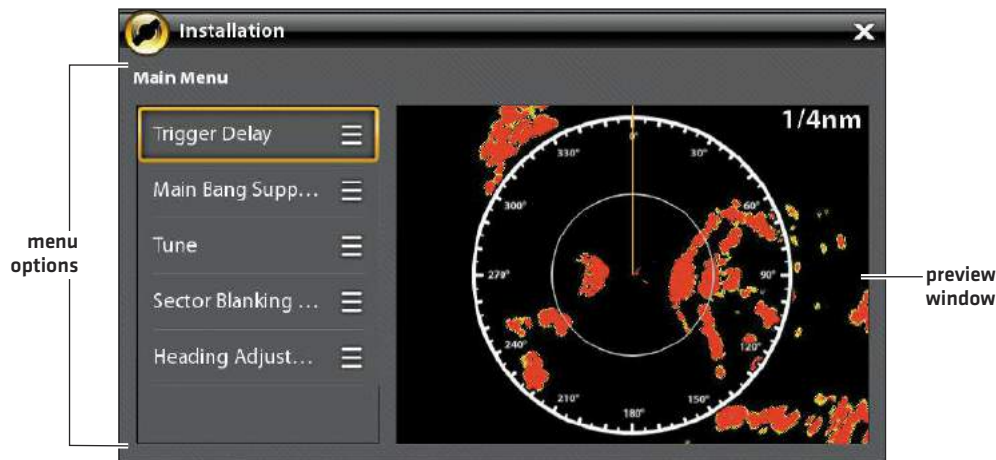 Installation
X
Main Menu
Trigger Delay
Main Bang Supp...
Tune
Sector Blanking ...
Heading Adjust...
menu
options
1/4nm
0°
30°
60°
90°
120°
150°
180°
210°
240°
270°
300°
330°
preview
window